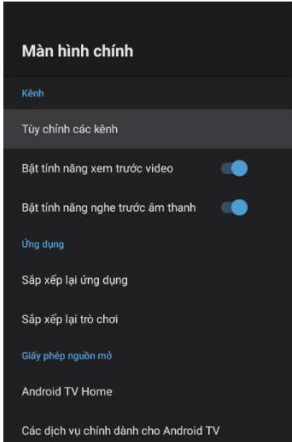 Màn hình chính
Kênh
Tùy chỉnh các kênh
Bật tính năng xem trước video
Bật tính năng nghe trước âm thanh
Ứng dụng
Sắp xếp lại ứng dụng
Sắp xếp lại trò chơi
Giấy phép nguồn mở
Android TV Home
Các dịch vụ chính dành cho Android TV